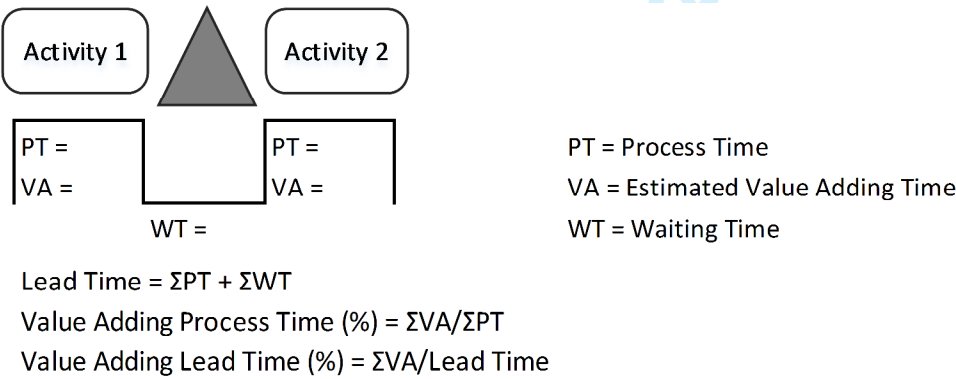 Activity 1
Activity 2
PT =
PT =
PT = Process Time
VA =
VA =
VA = Estimated Value Adding Time
WT =
WT = Waiting Time
Lead Time = ΣPT + ΣWT
Value Adding Process Time (%) = ΣVA/ΣPT
Value Adding Lead Time (%) = ΣVA/Lead Time